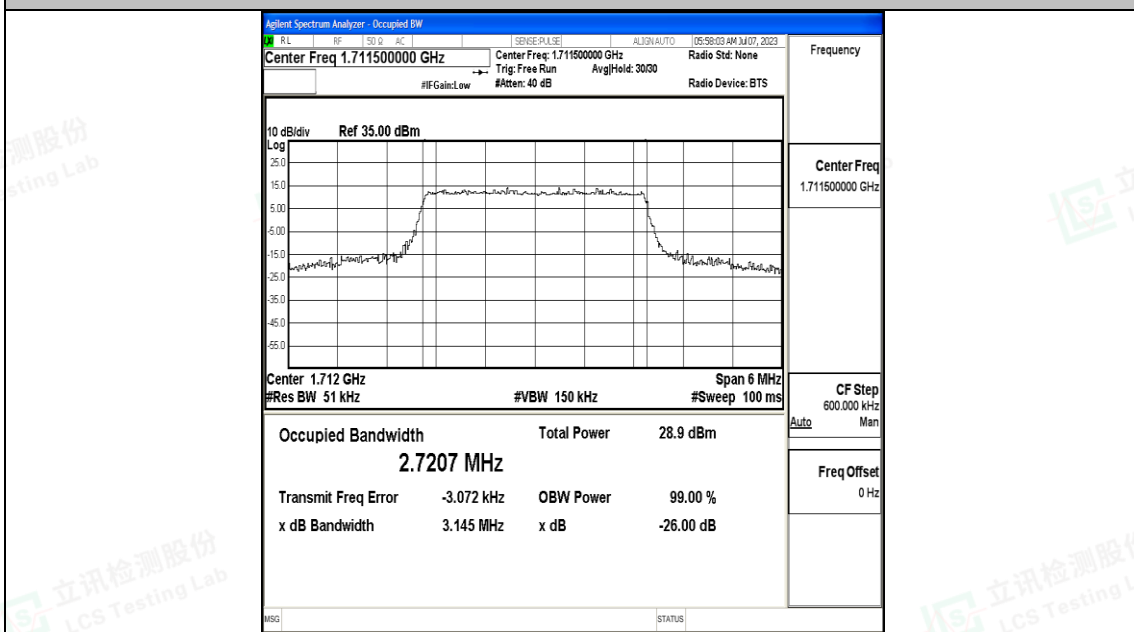 Agilent Spectrum Analyzer - Occupied BW
RL RF 50 Ω AC SENSE:PULSE ALIGN AUTO 05:58:03 AM Jul 07, 2023
Center Freq 1.711500000 GHz
Center Freq: 1.711500000 GHz Radio Std: None
Trig: Free Run Avg|Hold: 30/30
#IFGain:Low #Atten: 40 dB Radio Device: BTS
Frequency
10 dB/div Ref 35.00 dBm
Log
25.0
15.0
5.00
-5.00
-15.0
-25.0
-35.0
-45.0
-55.0
Center 1.712 GHz Span 6 MHz
#Res BW 51 kHz #VBW 150 kHz #Sweep 100 ms
Center Freq
1.711500000 GHz
CF Step
600.000 kHz
Auto Man
Freq Offset
0 Hz
Occupied Bandwidth Total Power 28.9 dBm
2.7207 MHz
Transmit Freq Error -3.072 kHz OBW Power 99.00 %
x dB Bandwidth 3.145 MHz x dB -26.00 dB
MSG STATUS
立讯检测股份
LCS Testing Lab